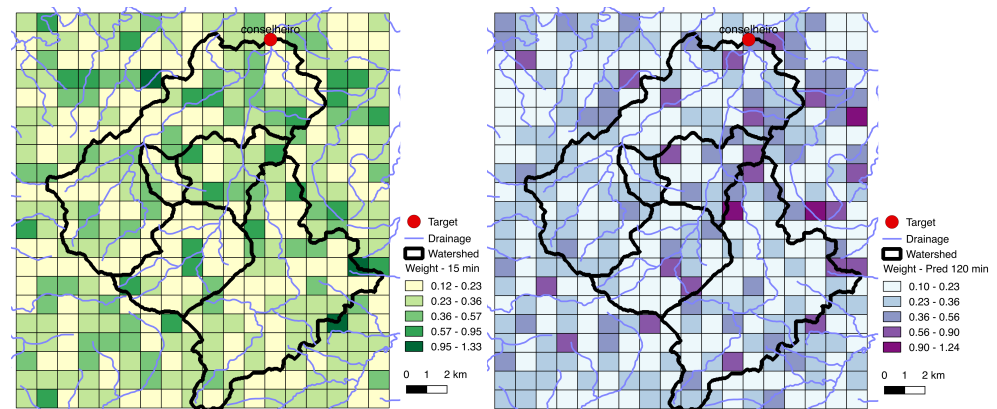 conselheiro
Target
Drainage
Watershed
Weight - 15 min
0.12 - 0.23
0.23 - 0.36
0.36 - 0.57
0.57 - 0.95
0.95 - 1.33
0 1 2 km
conselheiro
Target
Drainage
Watershed
Weight - Pred 120 min
0.10 - 0.23
0.23 - 0.36
0.36 - 0.56
0.56 - 0.90
0.90 - 1.24
0 1 2 km